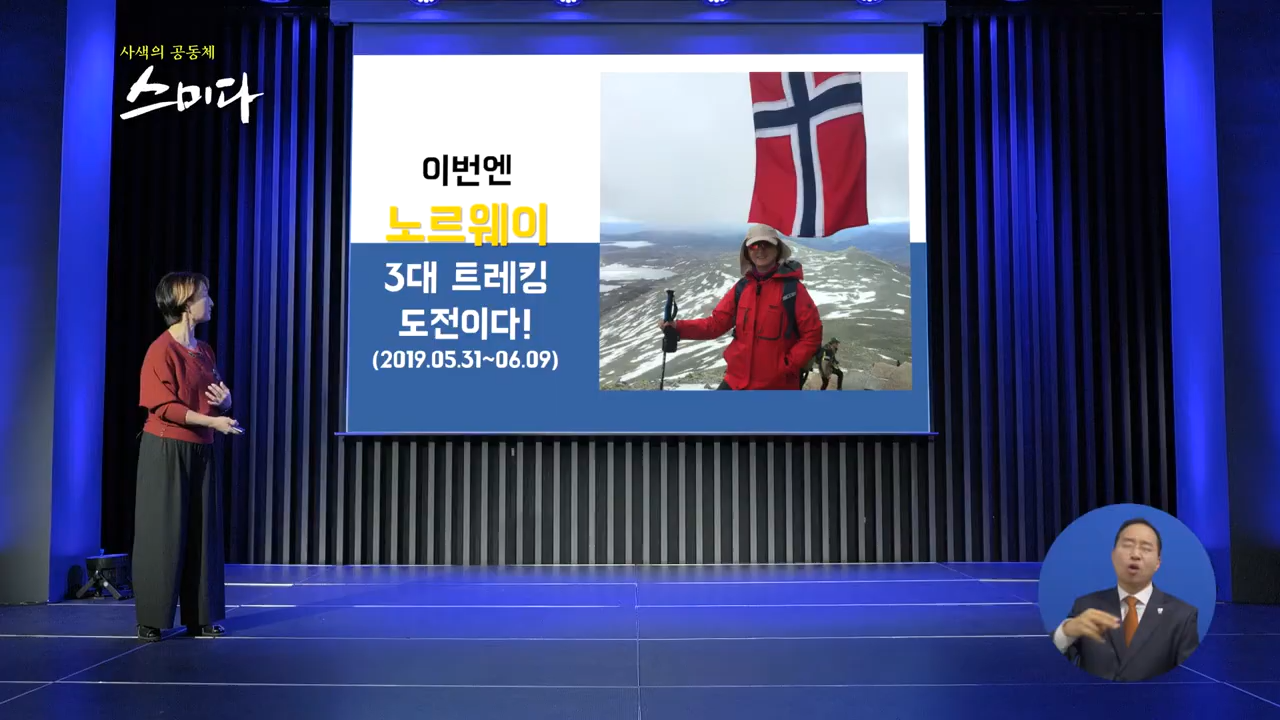 사색의 공동체
스미다
이번엔
노르웨이
3대 트레킹
도전이다!
(2019.05.31~06.09)